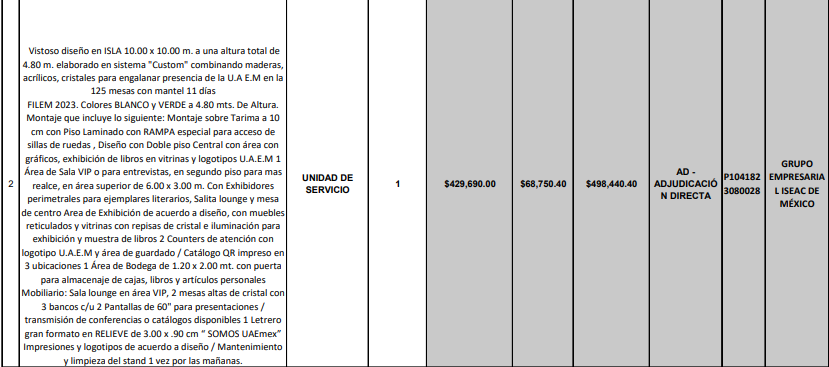 2
Vistoso diseño en ISLA 10.00 x 10.00 m. a una altura total de
4.80 m. elaborado en sistema "Custom" combinando maderas,
acrílicos, cristales para engalanar presencia de la U.A E.M en la
125 mesas con mantel 11 días
FILEM 2023. Colores BLANCO y VERDE a 4.80 mts. De Altura.
Montaje que incluye lo siguiente: Montaje sobre Tarima a 10
cm con Piso Laminado con RAMPA especial para acceso de
sillas de ruedas , Diseño con Doble piso Central con área con
gráficos, exhibición de libros en vitrinas y logotipos U.A.E.M 1
Área de Sala VIP o para entrevistas, en segundo piso para mas
realce, en área superior de 6.00 x 3.00 m. Con Exhibidores
perimetrales para ejemplares literarios, Salita lounge y mesa
de centro Area de Exhibición de acuerdo a diseño, con muebles
reticulados y vitrinas con repisas de cristal e iluminación para
exhibición y muestra de libros 2 Counters de atención con
logotipo U.A.E.M y área de guardado / Catálogo QR impreso en
3 ubicaciones 1 Área de Bodega de 1.20 x 2.00 mt. con puerta
para almacenaje de cajas, libros y artículos personales
Mobiliario: Sala lounge en área VIP, 2 mesas altas de cristal con
3 bancos c/u 2 Pantallas de 60" para presentaciones /
transmisión de conferencias o catálogos disponibles 1 Letrero
gran formato en RELIEVE de 3.00 x .90 cm " SOMOS UAEmex"
Impresiones y logotipos de acuerdo a diseño / Mantenimiento
y limpieza del stand 1 vez por las mañanas.
UNIDAD DE
SERVICIO
1
$429,690.00
$68,750.40
$498,440.40
AD -
ADJUDICACIÓ
N DIRECTA
P104182
3080028
GRUPO
EMPRESARIA
L ISEAC DE
MÉXICO